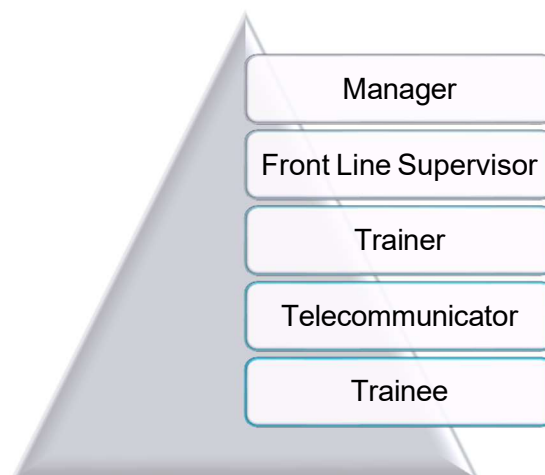 Manager
Front Line Supervisor
Trainer
Telecommunicator
Trainee